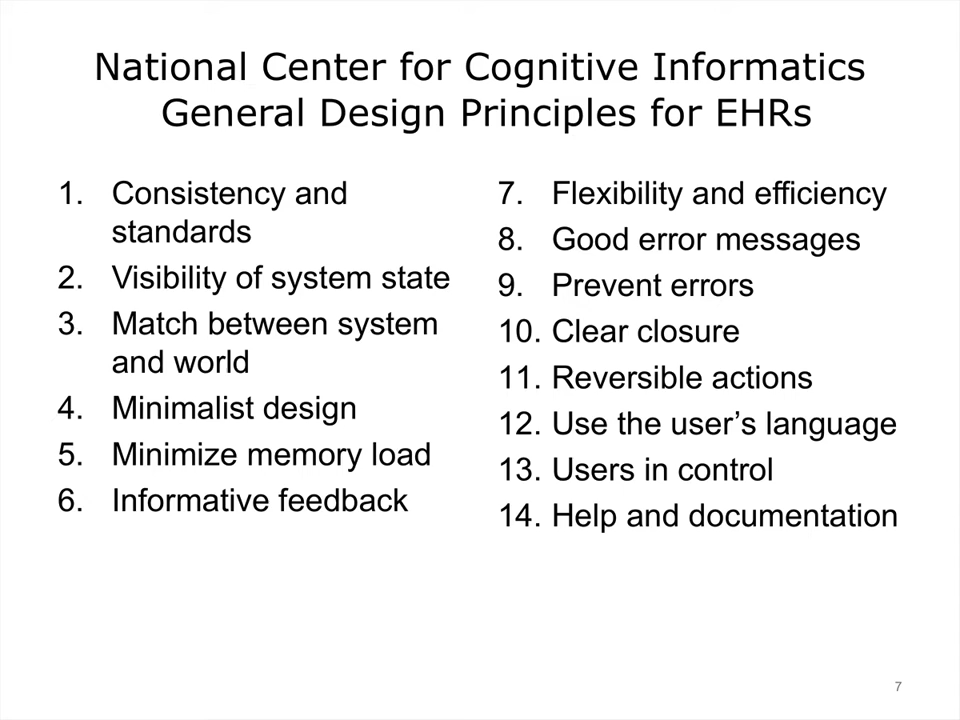 National Center for Cognitive Informatics
General Design Principles for EHRs
1. Consistency and
standards
2. Visibility of system state
3. Match between system
and world
4. Minimalist design
5. Minimize memory load
6. Informative feedback
7. Flexibility and efficiency
8. Good error messages
9. Prevent errors
10. Clear closure
11. Reversible actions
12. Use the user’s language
13. Users in control
14. Help and documentation
7